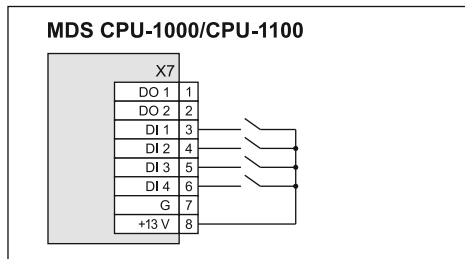 MDS CPU-1000/CPU-1100
X7
DO 1 1
DO 2 2
DI 1 3
DI 2 4
DI 3 5
DI 4 6
G 7
+13 V 8